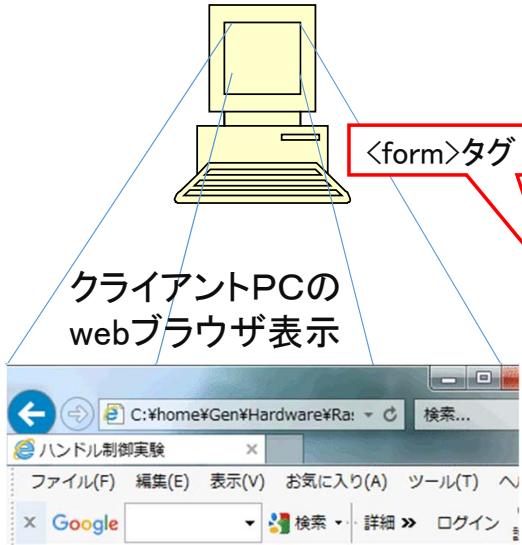 <form>タグ
クライアントPCの
webブラウザ表示
C:¥home¥Gen¥Hardware¥Ra:
検索...
ハンドル制御実験
ファイル(F) 編集(E) 表示(V) お気に入り(A) ツール(T)
x Google 検索 詳細 » ログイン